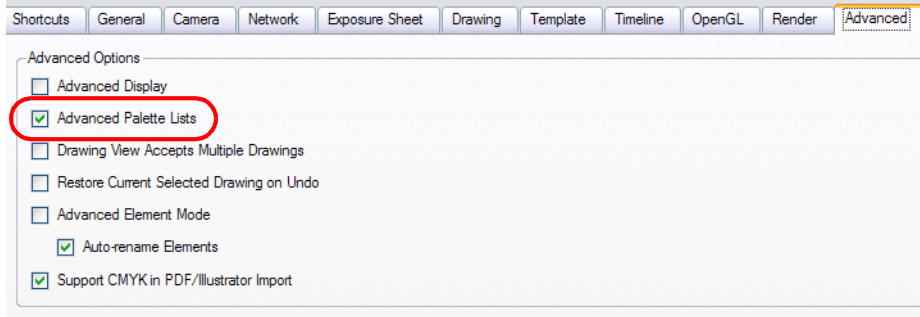 Shortcuts General Camera Network Exposure Sheet Drawing Template Timeline OpenGL Render Advanced
Advanced Options
Advanced Display
Advanced Palette Lists
Drawing View Accepts Multiple Drawings
Restore Current Selected Drawing on Undo
Advanced Element Mode
Auto-rename Elements
Support CMYK in PDF/Illustrator Import